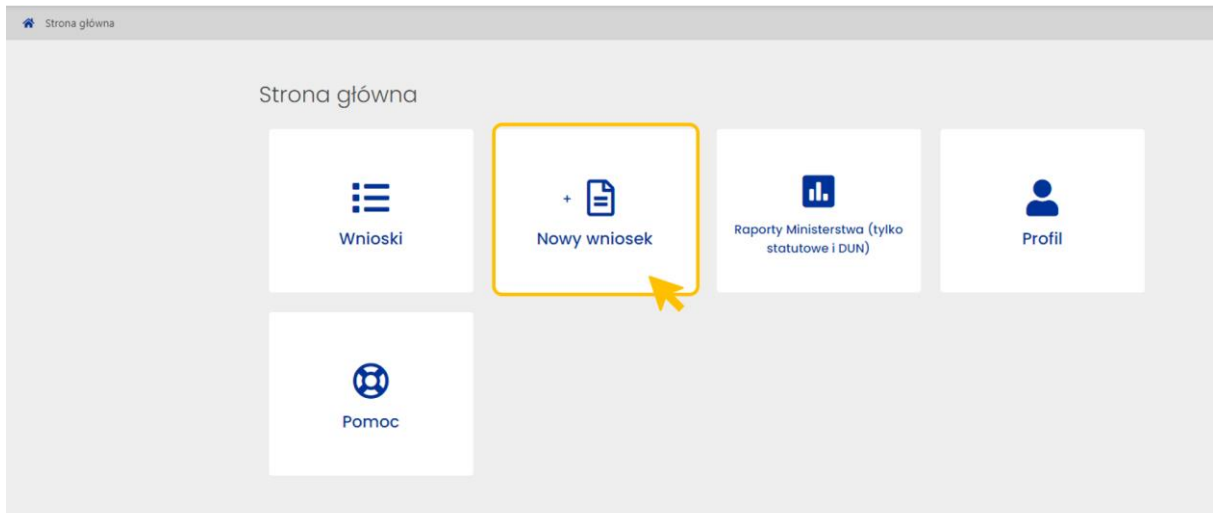 Strona główna
Strona główna
Wnioski
+
Nowy wniosek
Raporty Ministerstwa (tylko
statutowe i DUN)
Profil
Pomoc